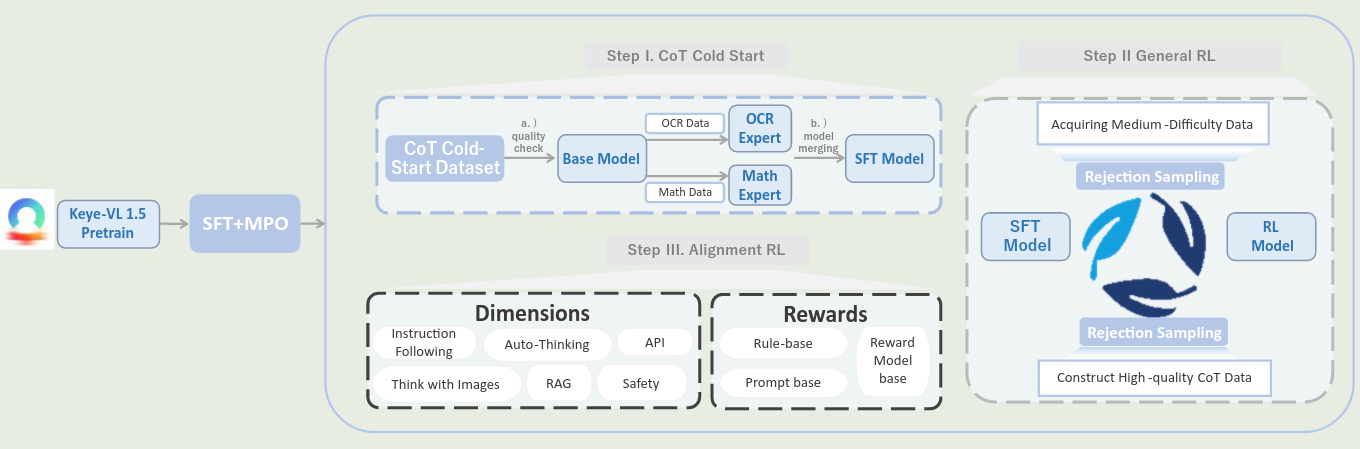 Keye-VL 1.5
Pretrain
SFT+MPO
Step I. CoT Cold Start
CoT Cold-
Start Dataset
a. )
quality
check
Base Model
OCR Data
Math Data
OCR
Expert
Math
Expert
b. )
model
merging
SFT Model
Step II General RL
Acquiring Medium -Difficulty Data
Rejection Sampling
SFT
Model
RL
Model
Rejection Sampling
Construct High -quality CoT Data
Step III. Alignment RL
Dimensions
Instruction
Following
Auto-Thinking
API
Think with Images
RAG
Safety
Rewards
Rule-base
Prompt base
Reward
Model
base